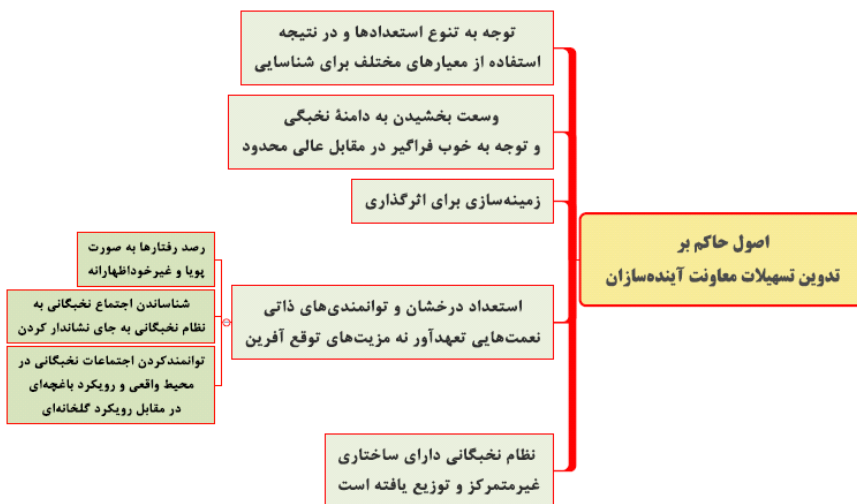 اصول حاکم بر
تدوین تسهیلات معاونت آینده‌سازان
توجه به تنوع استعدادها و در نتیجه
استفاده از معیارهای مختلف برای شناسایی
وسعت بخشیدن به دامنهٔ نخبگی
و توجه به خوب فراگیر در مقابل عالی محدود
زمینه‌سازی برای اثرگذاری
استعداد درخشان و توانمندی‌های ذاتی
نعمت‌هایی تعهدآور نه مزیت‌های توقع آفرین
رصد رفتارها به صورت
پویا و غیرخوداظهارانه
شناساندن اجتماع نخبگانی به
نظام نخبگانی به جای نشاندار کردن
توانمندکردن اجتماعات نخبگانی در
محیط واقعی و رویکرد باغچه‌ای
در مقابل رویکرد گلخانه‌ای
نظام نخبگانی دارای ساختاری
غیرمتمرکز و توزیع یافته است